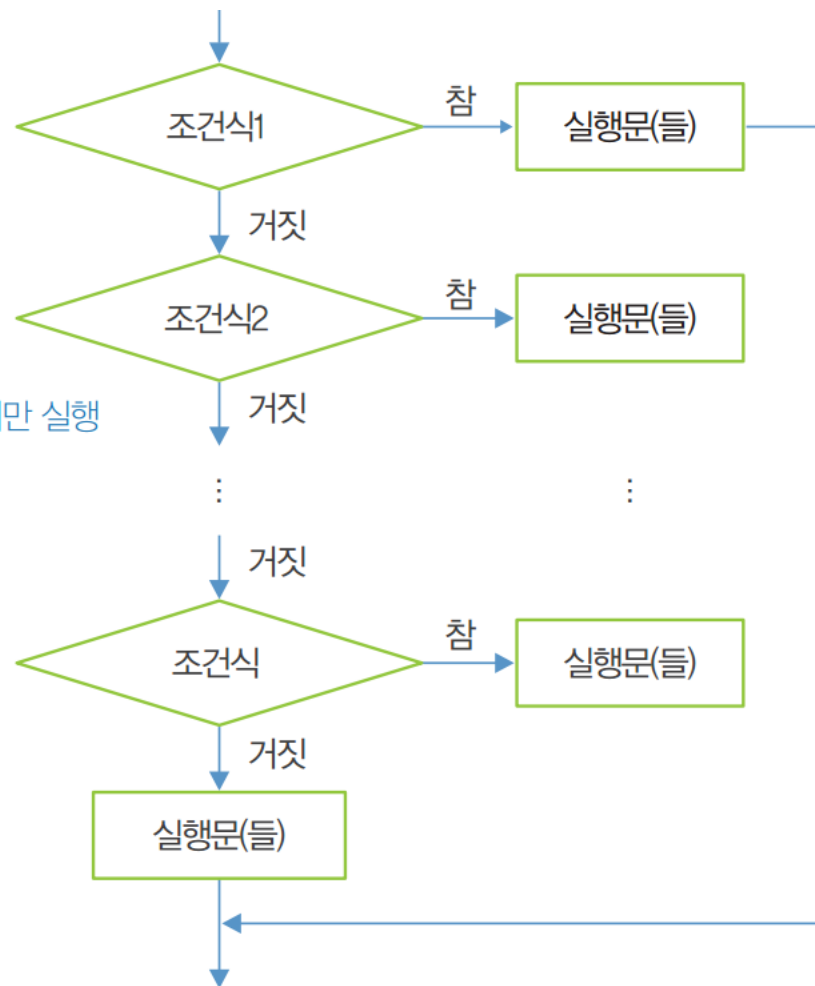 조건식1
참
실행문(들)
거짓
조건식2
참
실행문(들)
만 실행
거짓
⋮
⋮
거짓
조건식
참
실행문(들)
거짓
실행문(들)